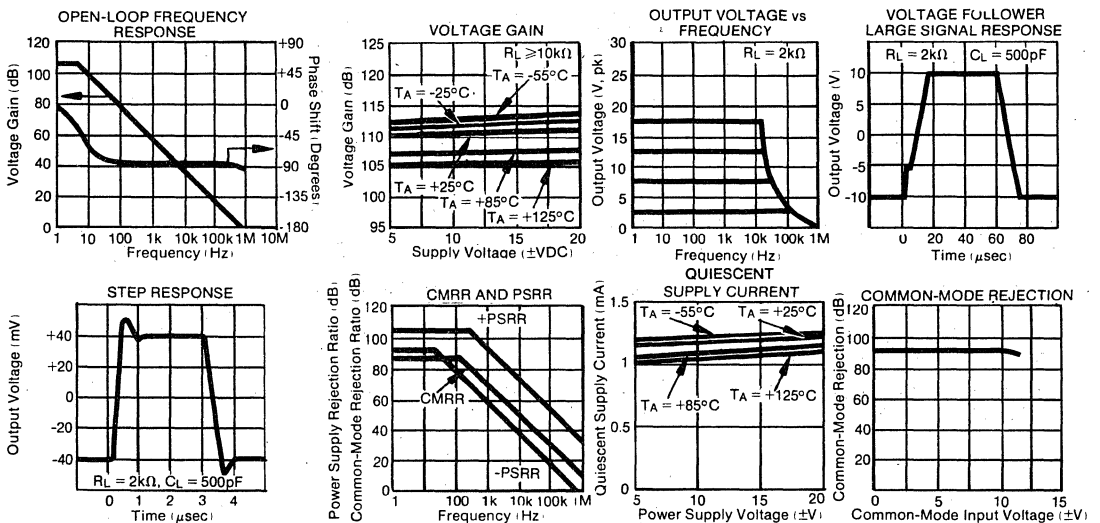 OPEN-LOOP FREQUENCY
RESPONSE
120
100
80
60
40
20
0
+90
+45
0
-45
-90
-135
-180
Voltage Gain (dB)
Phase Shift (Degrees)
1 10 100 1k 10k 100k 1M 10M
Frequency (Hz)
VOLTAGE GAIN
125
120
115
110
105
100
95
Voltage Gain (dB)
RL ≥10kΩ
TA = -55°C
TA = -25°C
TA = +25°C
TA = +85°C
TA = +125°C
5 10 15 20
Supply Voltage (±VDC)
OUTPUT VOLTAGE vs
FREQUENCY
30
25
20
15
10
5
0
Output Voltage (V, pk)
RL = 2kΩ
1 10 100 1k 10k 100k 1M
Frequency (Hz)
VOLTAGE FOLLOWER
LARGE SIGNAL RESPONSE
RL = 2kΩ CL = 500pF
10
5
0
-5
-10
Output Voltage (V)
0 20 40 60 80
Time (μsec)
STEP RESPONSE
+40
+20
0
-20
-40
Output Voltage (mV)
RL = 2kΩ, CL = 500pF
0 1 2 3 4
Time (μsec)
CMRR AND PSRR
120
100
80
60
40
20
0
Power Supply Rejection Ratio (dB)
Common-Mode Rejection Ratio (dB)
+PSRR
CMRR
-PSRR
1 100 1k 100k 1M
Frequency (Hz)
QUIESCENT
SUPPLY CURRENT
1.5
1
0.5
0
Quiescent Supply Current (mA)
TA = -55°C
TA = +25°C
TA = +85°C
TA = +125°C
5 10 15 20
Power Supply Voltage (±V)
COMMON-MODE REJECTION
120
100
80
60
40
20
0
Common-Mode Rejection (dB)
0 5 10 15
Common-Mode Input Voltage (±V)